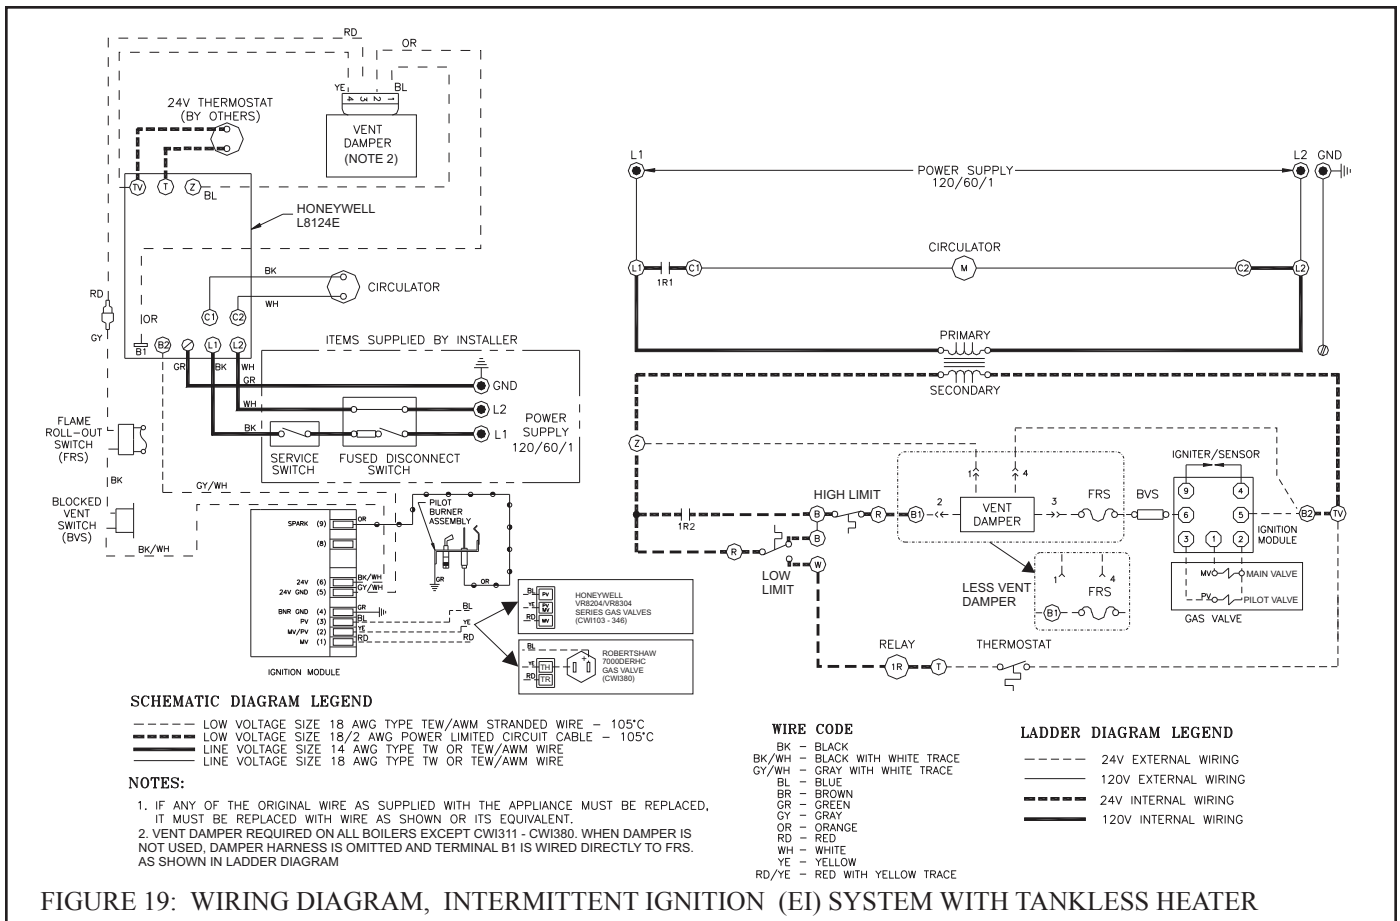 RD
OR
YE
BL
4 3 2 1
24V THERMOSTAT
(BY OTHERS)
VENT
DAMPER
(NOTE 2)
TV
T
Z
BL
HONEYWELL
L8124E
BK
CIRCULATOR
WH
RD
GY
OR
C1
C2
B1
B2
L1
L2
GR
BK
WH
ITEMS SUPPLIED BY INSTALLER
GR
GND
WH
L2
BK
L1
POWER
SUPPLY
120/60/1
SERVICE
SWITCH
FUSED DISCONNECT
SWITCH
FLAME
ROLL-OUT
SWITCH
(FRS)
BK
BLOCKED
VENT
SWITCH
(BVS)
BK/WH
GY/WH
SPARK (9)
OR
(8)
24V (6)
BK/WH
24V GND (5)
GY/WH
BNR GND (4)
GR
PV (3)
BL
MV/PV (2)
YE
MV (1)
RD
IGNITION MODULE
PILOT
BURNER
ASSEMBLY
GR
OR
BL
YE
RD
BL
PV
YE
PV
MV
RD
MV
HONEYWELL
VR8204/VR8304
SERIES GAS VALVES
(CWI103 - 346)
BL
YE
TH
RD
TR
ROBERTSHAW
7000DERHC
GAS VALVE
(CWI380)
L1
POWER SUPPLY
120/60/1
L2
GND
CIRCULATOR
L1
1R1
C1
M
C2
L2
PRIMARY
SECONDARY
Z
1
4
IGNITER/SENSOR
9
4
HIGH LIMIT
2
VENT
DAMPER
3
FRS
BVS
1R2
B
R
B1
6
5
B2
TV
IGNITION
MODULE
R
B
W
LOW
LIMIT
3
1
2
LESS VENT
DAMPER
1
4
FRS
B1
MV
MAIN VALVE
PV
PILOT VALVE
GAS VALVE
RELAY
THERMOSTAT
1R
T
SCHEMATIC DIAGRAM LEGEND
LOW VOLTAGE SIZE 18 AWG TYPE TEW/AWM STRANDED WIRE – 105°C
LOW VOLTAGE SIZE 18/2 AWG POWER LIMITED CIRCUIT CABLE – 105°C
LINE VOLTAGE SIZE 14 AWG TYPE TW OR TEW/AWM WIRE
LINE VOLTAGE SIZE 18 AWG TYPE TW OR TEW/AWM WIRE
NOTES:
1. IF ANY OF THE ORIGINAL WIRE AS SUPPLIED WITH THE APPLIANCE MUST BE REPLACED,
IT MUST BE REPLACED WITH WIRE AS SHOWN OR ITS EQUIVALENT.
2. VENT DAMPER REQUIRED ON ALL BOILERS EXCEPT CWI311 - CWI380. WHEN DAMPER IS
NOT USED, DAMPER HARNESS IS OMITTED AND TERMINAL B1 IS WIRED DIRECTLY TO FRS.
AS SHOWN IN LADDER DIAGRAM
WIRE CODE
BK – BLACK
BK/WH – BLACK WITH WHITE TRACE
GY/WH – GRAY WITH WHITE TRACE
BL – BLUE
BR – BROWN
GR – GREEN
GY – GRAY
OR – ORANGE
RD – RED
WH – WHITE
YE – YELLOW
RD/YE – RED WITH YELLOW TRACE
LADDER DIAGRAM LEGEND
24V EXTERNAL WIRING
120V EXTERNAL WIRING
24V INTERNAL WIRING
120V INTERNAL WIRING
FIGURE 19: WIRING DIAGRAM, INTERMITTENT IGNITION (EI) SYSTEM WITH TANKLESS HEATER